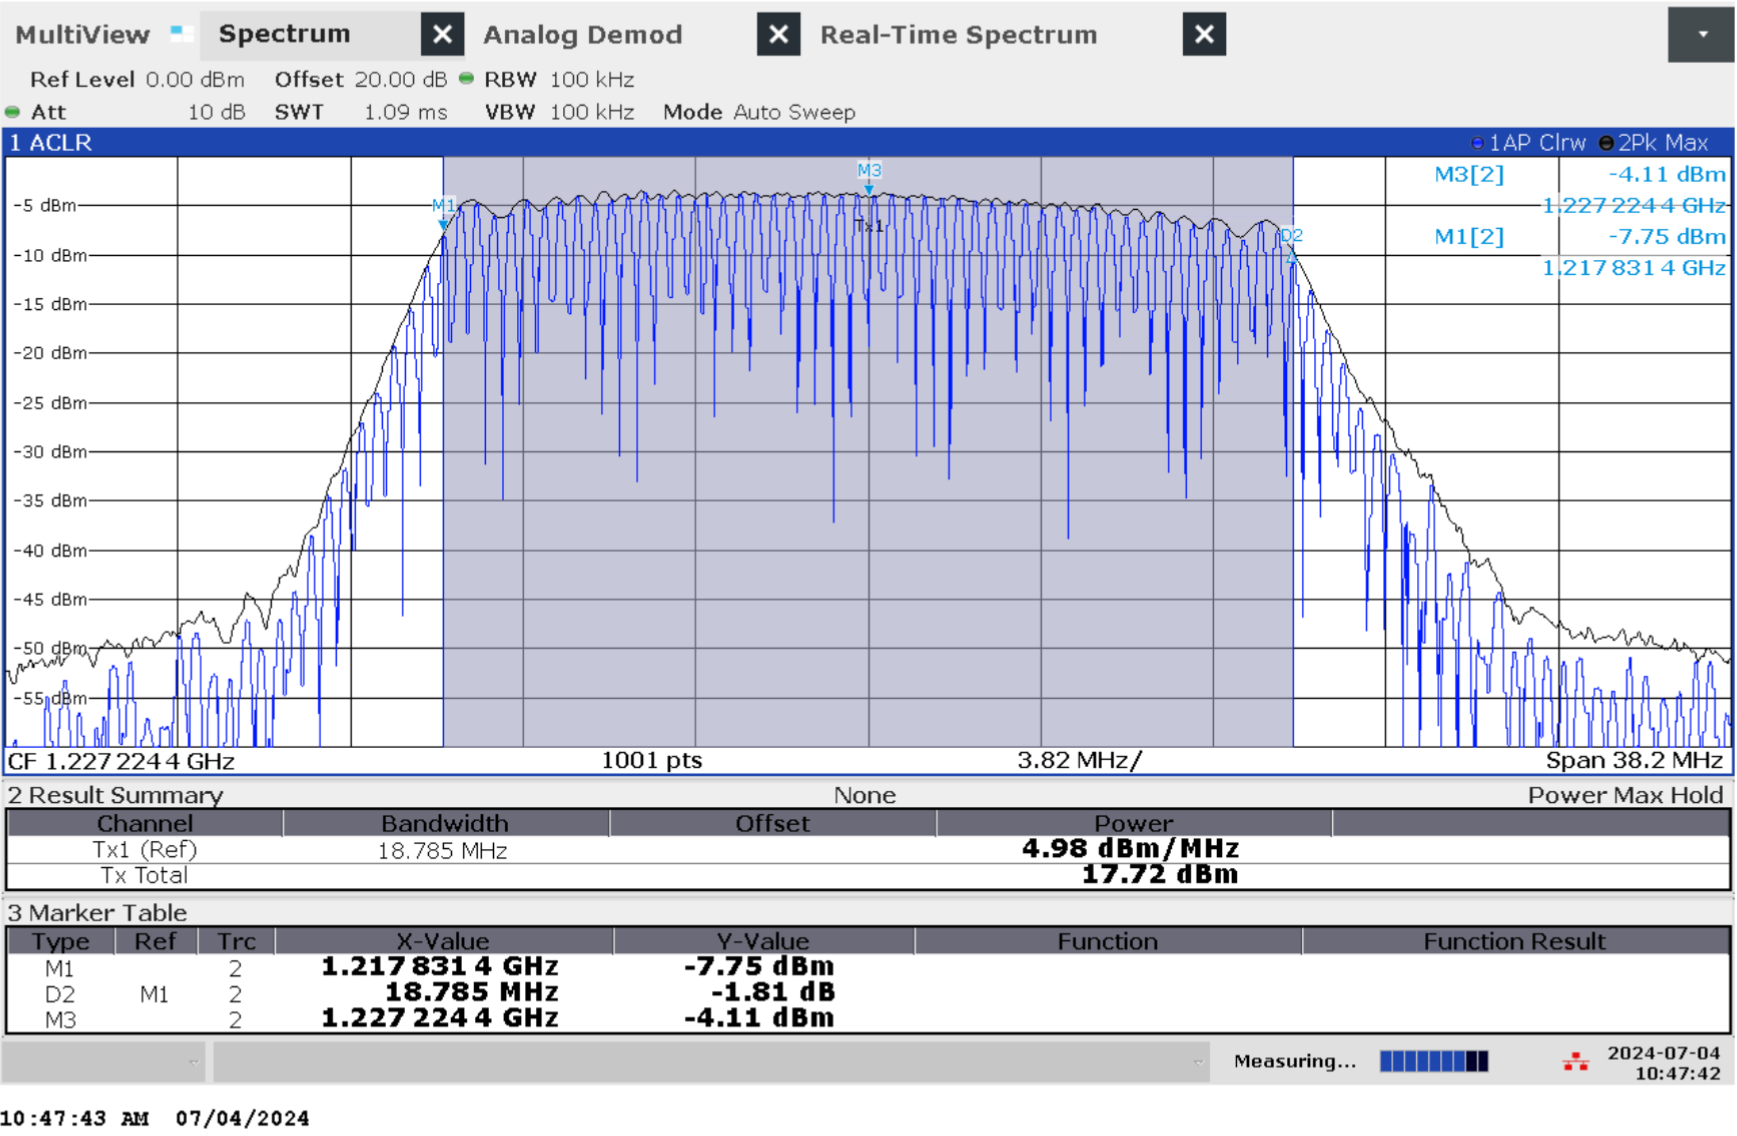 MultiView Spectrum Analog Demod Real-Time Spectrum
Ref Level 0.00 dBm Offset 20.00 dB RBW 100 kHz
Att 10 dB SWT 1.09 ms VBW 100 kHz Mode Auto Sweep
1 ACLR 1AP Clrw 2Pk Max
M3[2] -4.11 dBm
1.227 224 4 GHz
M1[2] -7.75 dBm
1.217 831 4 GHz
M3
M1
Tx1
D2
-5 dBm
-10 dBm
-15 dBm
-20 dBm
-25 dBm
-30 dBm
-35 dBm
-40 dBm
-45 dBm
-50 dBm
-55 dBm
CF 1.227 224 4 GHz 1001 pts 3.82 MHz/ Span 38.2 MHz
2 Result Summary None Power Max Hold
Channel Bandwidth Offset Power
Tx1 (Ref) 18.785 MHz 4.98 dBm/MHz
Tx Total 17.72 dBm
3 Marker Table
Type Ref Trc X-Value Y-Value Function Function Result
M1 2 1.217 831 4 GHz -7.75 dBm
D2 M1 2 18.785 MHz -1.81 dB
M3 2 1.227 224 4 GHz -4.11 dBm
Measuring... 2024-07-04
10:47:42
10:47:43 AM 07/04/2024